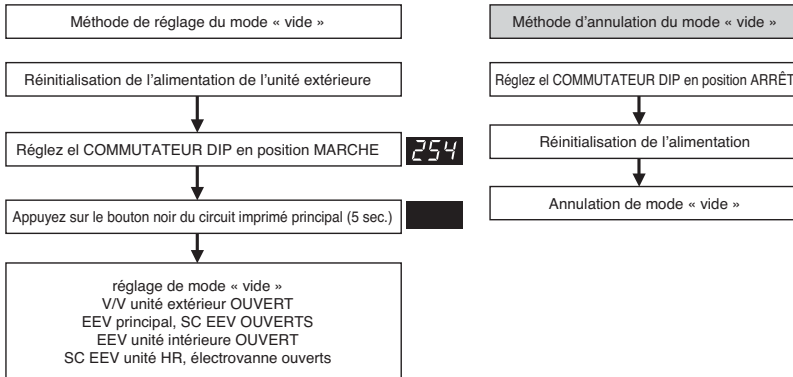 Méthode de réglage du mode « vide »
Réinitialisation de l'alimentation de l'unité extérieure
Réglez el COMMUTATEUR DIP en position MARCHE
254
Appuyez sur le bouton noir du circuit imprimé principal (5 sec.)
réglage de mode « vide »
V/V unité extérieur OUVERT
EEV principal, SC EEV OUVERTS
EEV unité intérieure OUVERT
SC EEV unité HR, électrovanne ouverts
Méthode d'annulation du mode « vide »
Réglez el COMMUTATEUR DIP en position ARRÊT
Réinitialisation de l'alimentation
Annulation de mode « vide »